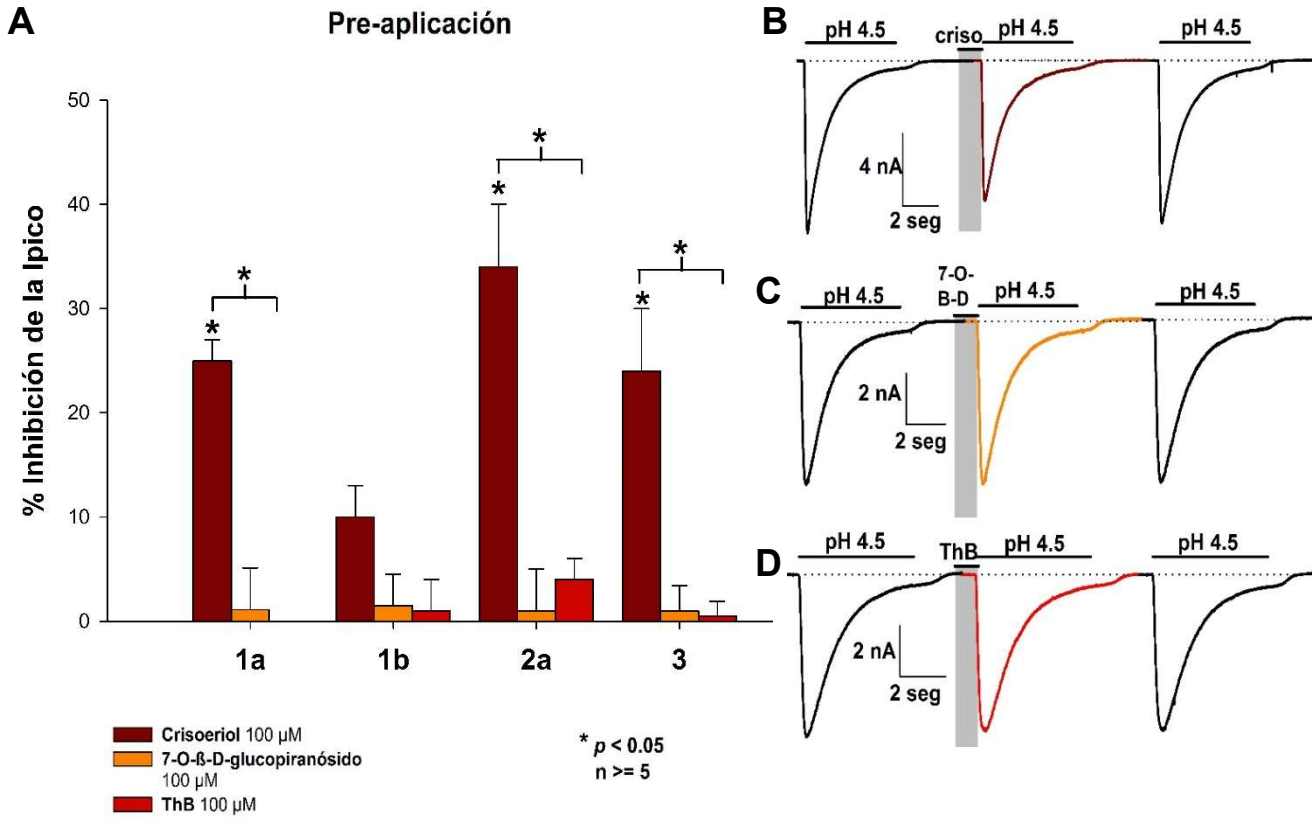 A
Pre-aplicación
% Inhibición de la Ipico
50
40
30
20
10
0
*
*
*
*
*
*
1a
1b
2a
3
Crisoeriol 100 µM
7-O-ß-D-glucopiranósido
100 µM
ThB 100 µM
* p < 0.05
n >= 5
B
pH 4.5
criso
pH 4.5
pH 4.5
4 nA
2 seg
C
pH 4.5
7-O-
B-D
pH 4.5
pH 4.5
2 nA
2 seg
D
pH 4.5
ThB
pH 4.5
pH 4.5
2 nA
2 seg